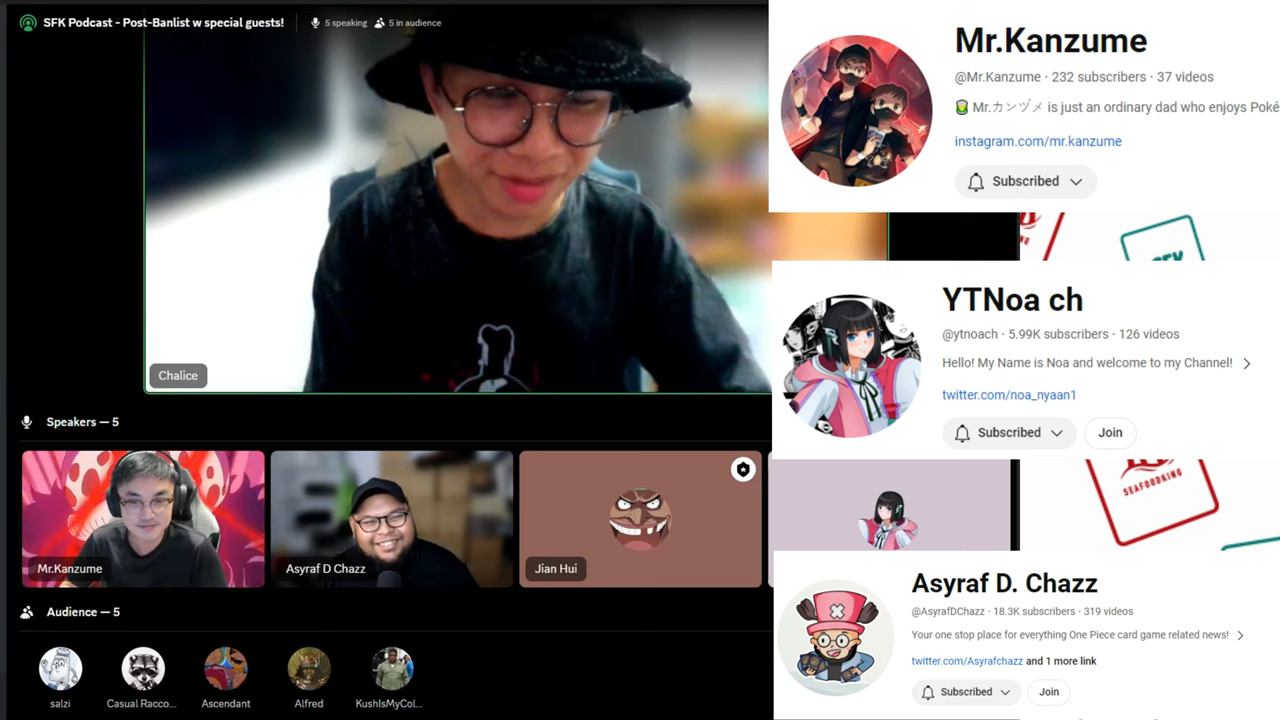 SFK Podcast - Post-Banlist w special guests!
5 speaking
5 in audience
Chalice
Speakers — 5
Mr.Kanzume
Asyraf D Chazz
Jian Hui
Audience — 5
salzi
Casual Racco...
Ascendant
Alfred
KushIsMyCol...
Mr.Kanzume
@Mr.Kanzume · 232 subscribers · 37 videos
Mr.カンヅメ is just an ordinary dad who enjoys Poké
instagram.com/mr.kanzume
Subscribed
YTNoa ch
@ytnoach · 5.99K subscribers · 126 videos
Hello! My Name is Noa and welcome to my Channel!
twitter.com/noa_nyaan1
Subscribed
Join
SEAFOODKING
Asyraf D. Chazz
@AsyrafDChazz · 18.3K subscribers · 319 videos
Your one stop place for everything One Piece card game related news!
twitter.com/Asyrafchazz and 1 more link
Subscribed
Join